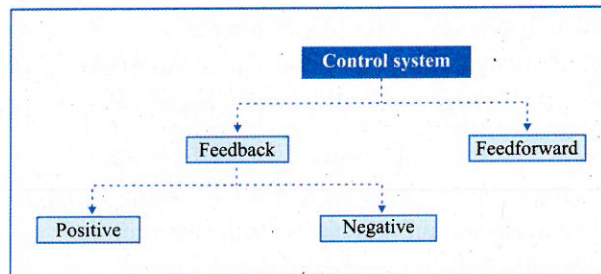 Control system
Feedback
Feedforward
Positive
Negative